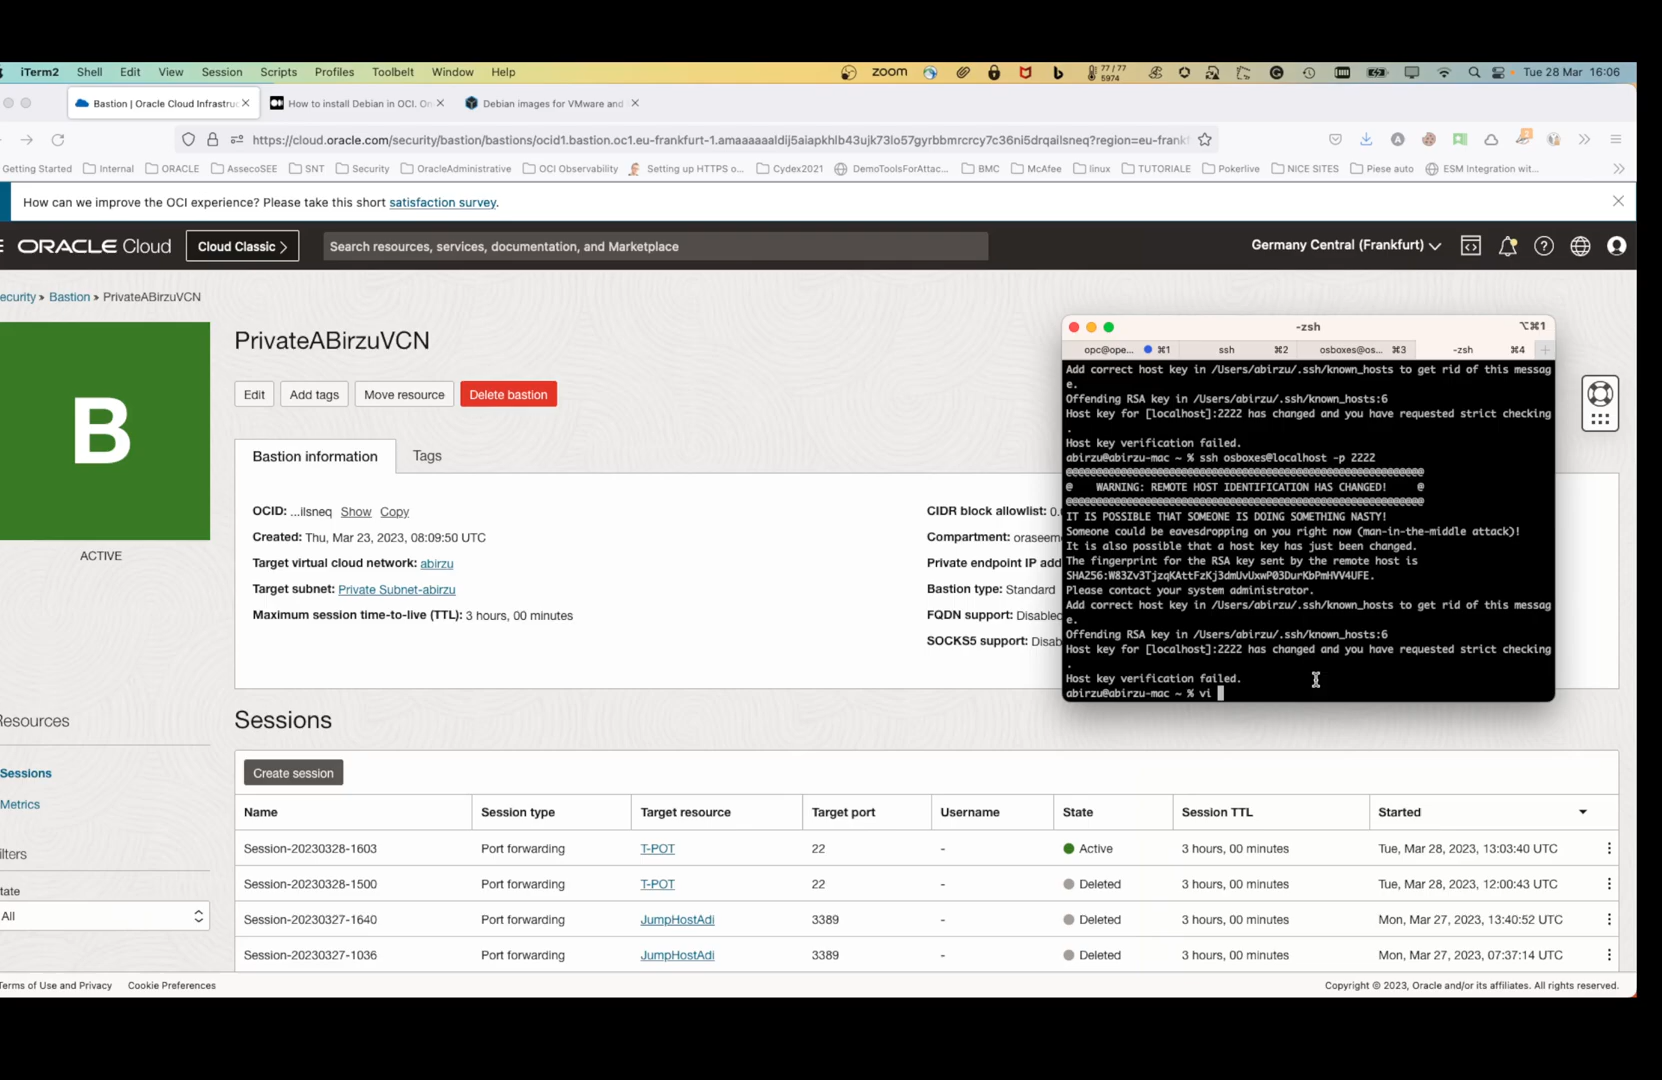 iTerm2 Shell Edit View Session Scripts Profiles Toolbelt Window Help zoom 77 / 77 5974 Tue 28 Mar 16:06
Bastion | Oracle Cloud Infrastruc How to install Debian in OCI. On Debian images for VMware and
https://cloud.oracle.com/security/bastion/bastions/ocid1.bastion.oc1.eu-frankfurt-1.amaaaaaaldij5aiapkhlb43ujk73lo57gyrbbmrcrcy7c36ni5drqailsneq?region=eu-frankf
Getting Started Internal ORACLE AssecoSEE SNT Security OracleAdministrative OCI Observability Setting up HTTPS o... Cydex2021 DemoToolsForAttac... BMC McAfee linux TUTORIALE Pokerlive NICE SITES Piese auto ESM Integration wit...
How can we improve the OCI experience? Please take this short satisfaction survey.
ORACLE Cloud Cloud Classic > Search resources, services, documentation, and Marketplace Germany Central (Frankfurt)
ecurity » Bastion » PrivateABirzuVCN
B
ACTIVE
PrivateABirzuVCN
Edit Add tags Move resource Delete bastion
Bastion information Tags
OCID: ...ilsneq Show Copy
Created: Thu, Mar 23, 2023, 08:09:50 UTC
Target virtual cloud network: abirzu
Target subnet: Private Subnet-abirzu
Maximum session time-to-live (TTL): 3 hours, 00 minutes
CIDR block allowlist: 0.
Compartment: oraseem
Private endpoint IP add
Bastion type: Standard
FQDN support: Disabled
SOCKS5 support: Disab
-zsh ⌥⌘1
opc@ope... ⌘1 ssh ⌘2 osboxes@os... ⌘3 -zsh ⌘4
Add correct host key in /Users/abirzu/.ssh/known_hosts to get rid of this messag
e.
Offending RSA key in /Users/abirzu/.ssh/known_hosts:6
Host key for [localhost]:2222 has changed and you have requested strict checking
.
Host key verification failed.
abirzu@abirzu-mac ~ % ssh osboxes@localhost -p 2222
@@@@@@@@@@@@@@@@@@@@@@@@@@@@@@@@@@@@@@@@@@@@@@@@@@@@@@@@@@@
@ WARNING: REMOTE HOST IDENTIFICATION HAS CHANGED! @
@@@@@@@@@@@@@@@@@@@@@@@@@@@@@@@@@@@@@@@@@@@@@@@@@@@@@@@@@@@
IT IS POSSIBLE THAT SOMEONE IS DOING SOMETHING NASTY!
Someone could be eavesdropping on you right now (man-in-the-middle attack)!
It is also possible that a host key has just been changed.
The fingerprint for the RSA key sent by the remote host is
SHA256:W83Zv3TjzqKAttFzKj3dmUvUxwP03DurKbPmHVV4UFE.
Please contact your system administrator.
Add correct host key in /Users/abirzu/.ssh/known_hosts to get rid of this messag
e.
Offending RSA key in /Users/abirzu/.ssh/known_hosts:6
Host key for [localhost]:2222 has changed and you have requested strict checking
.
Host key verification failed.
abirzu@abirzu-mac ~ % vi
Resources
Sessions
Metrics
ilters
tate
All
Sessions
Create session
Name Session type Target resource Target port Username State Session TTL Started
Session-20230328-1603 Port forwarding T-POT 22 - Active 3 hours, 00 minutes Tue, Mar 28, 2023, 13:03:40 UTC
Session-20230328-1500 Port forwarding T-POT 22 - Deleted 3 hours, 00 minutes Tue, Mar 28, 2023, 12:00:43 UTC
Session-20230327-1640 Port forwarding JumpHostAdi 3389 - Deleted 3 hours, 00 minutes Mon, Mar 27, 2023, 13:40:52 UTC
Session-20230327-1036 Port forwarding JumpHostAdi 3389 - Deleted 3 hours, 00 minutes Mon, Mar 27, 2023, 07:37:14 UTC
Terms of Use and Privacy Cookie Preferences Copyright © 2023, Oracle and/or its affiliates. All rights reserved.